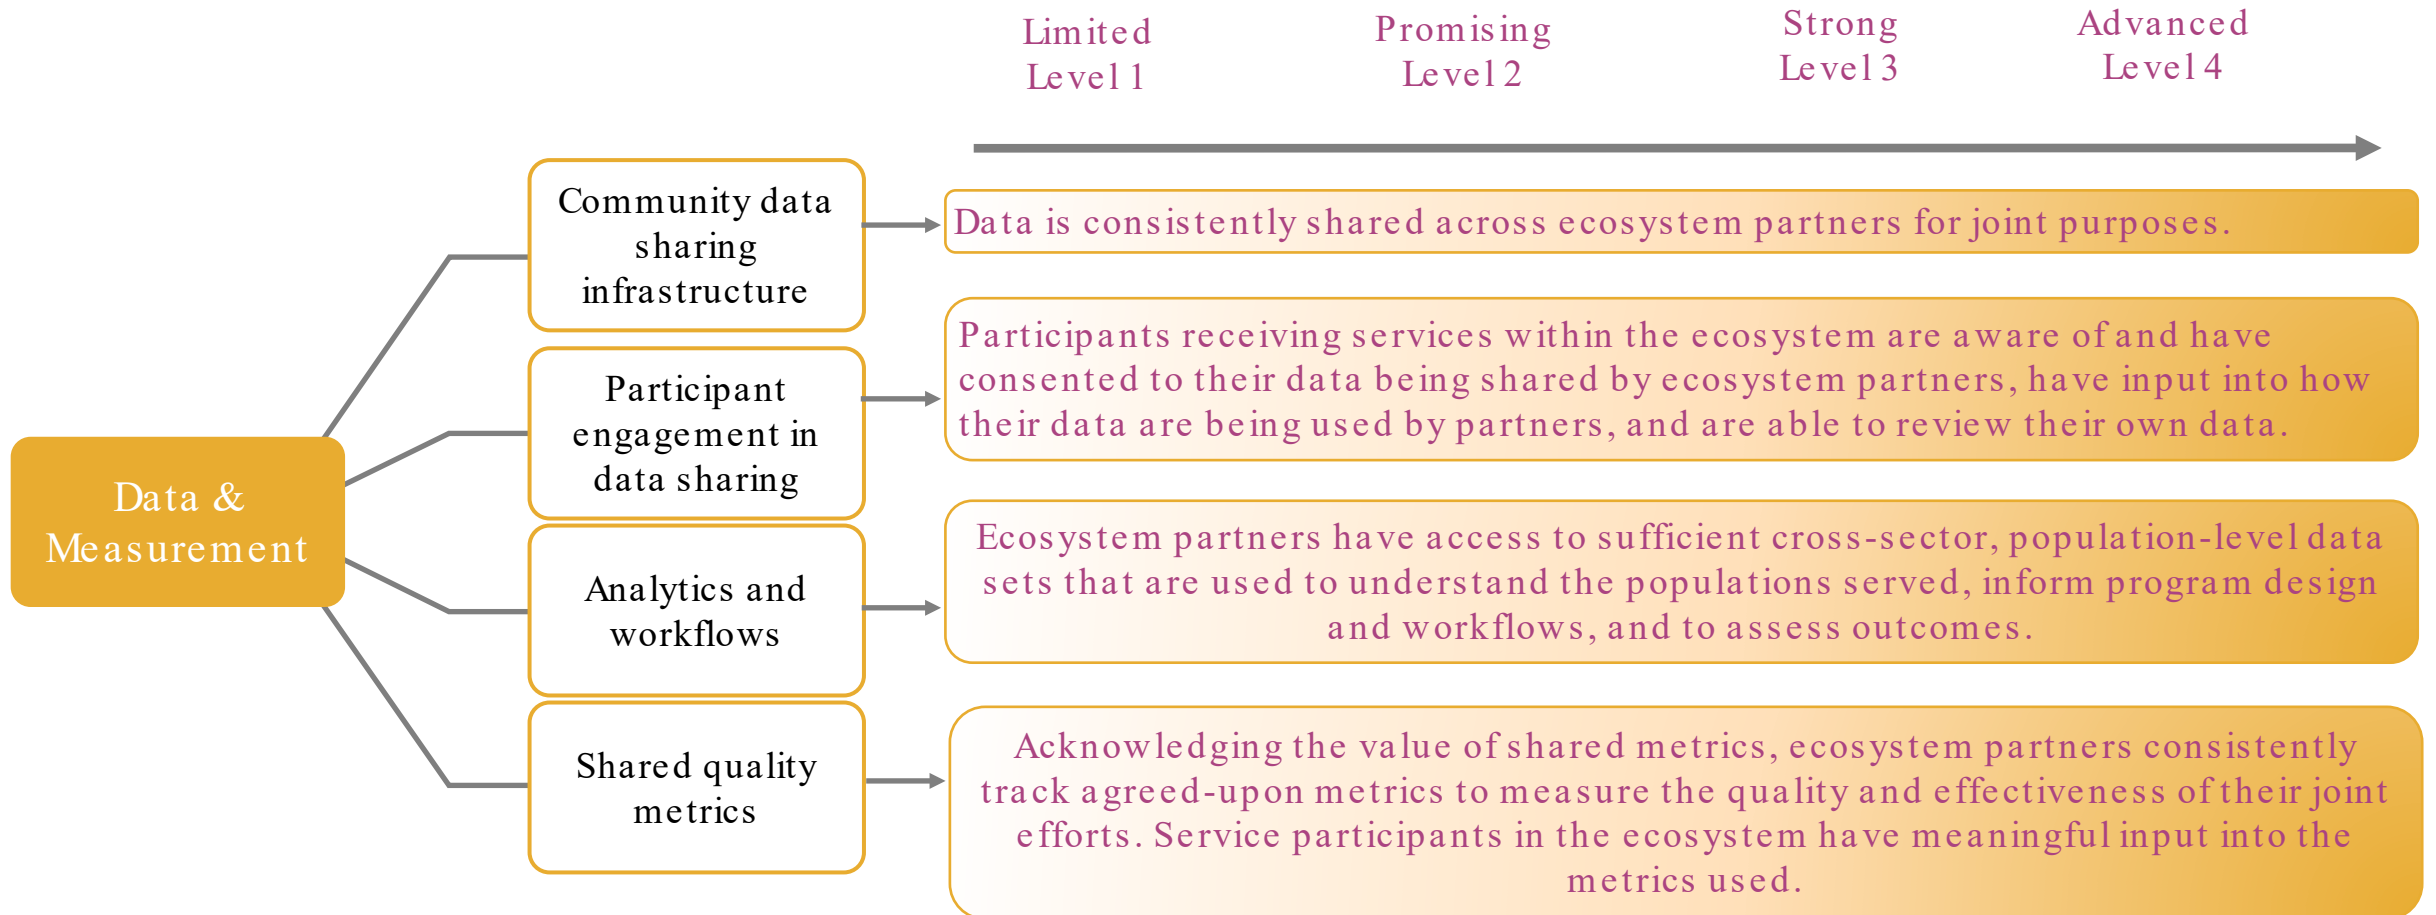 Limited
Level 1
Promising
Level 2
Strong
Level 3
Advanced
Level 4
Data &
Measurement
Community data
sharing
infrastructure
Data is consistently shared across ecosystem partners for joint purposes.
Participant
engagement in
data sharing
Participants receiving services within the ecosystem are aware of and have
consented to their data being shared by ecosystem partners, have input into how
their data are being used by partners, and are able to review their own data.
Analytics and
workflows
Ecosystem partners have access to sufficient cross-sector, population-level data
sets that are used to understand the populations served, inform program design
and workflows, and to assess outcomes.
Shared quality
metrics
Acknowledging the value of shared metrics, ecosystem partners consistently
track agreed-upon metrics to measure the quality and effectiveness of their joint
efforts. Service participants in the ecosystem have meaningful input into the
metrics used.